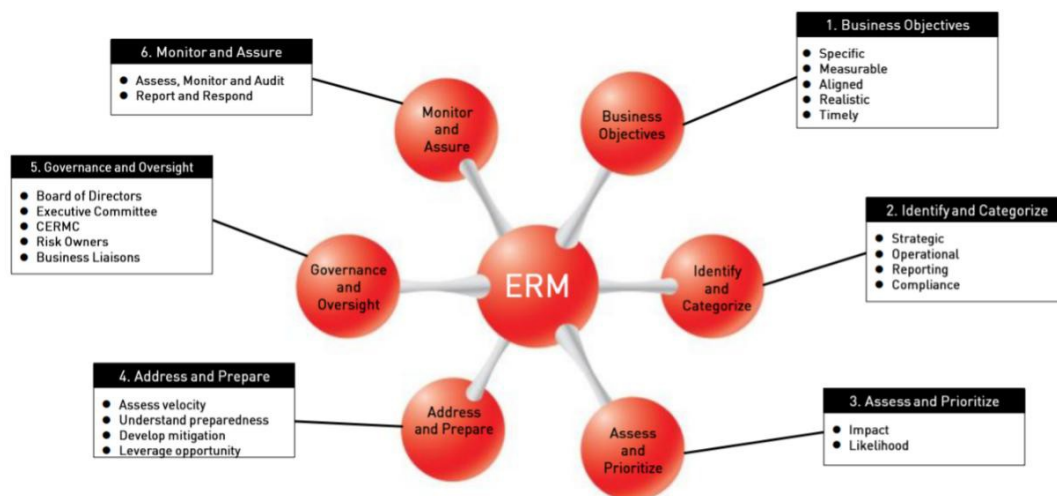 1. Business Objectives
Specific
Measurable
Aligned
Realistic
Timely
2. Identify and Categorize
Strategic
Operational
Reporting
Compliance
3. Assess and Prioritize
Impact
Likelihood
4. Address and Prepare
Assess velocity
Understand preparedness
Develop mitigation
Leverage opportunity
5. Governance and Oversight
Board of Directors
Executive Committee
CERMC
Risk Owners
Business Liaisons
6. Monitor and Assure
Assess, Monitor and Audit
Report and Respond
ERM
Business
Objectives
Identify
and
Categorize
Assess
and
Prioritize
Address
and Prepare
Governance
and
Oversight
Monitor
and
Assure